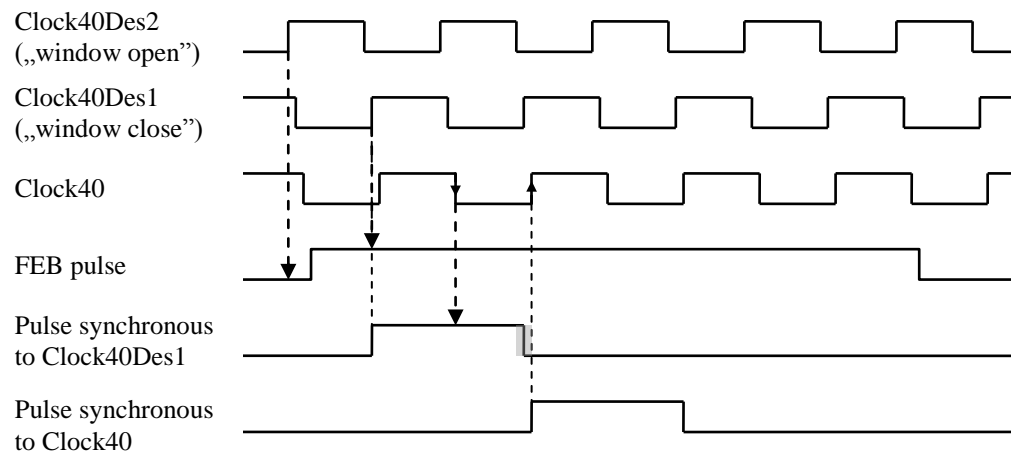 Clock40Des2
(„window open”)
Clock40Des1
(„window close”)
Clock40
FEB pulse
Pulse synchronous
to Clock40Des1
Pulse synchronous
to Clock40